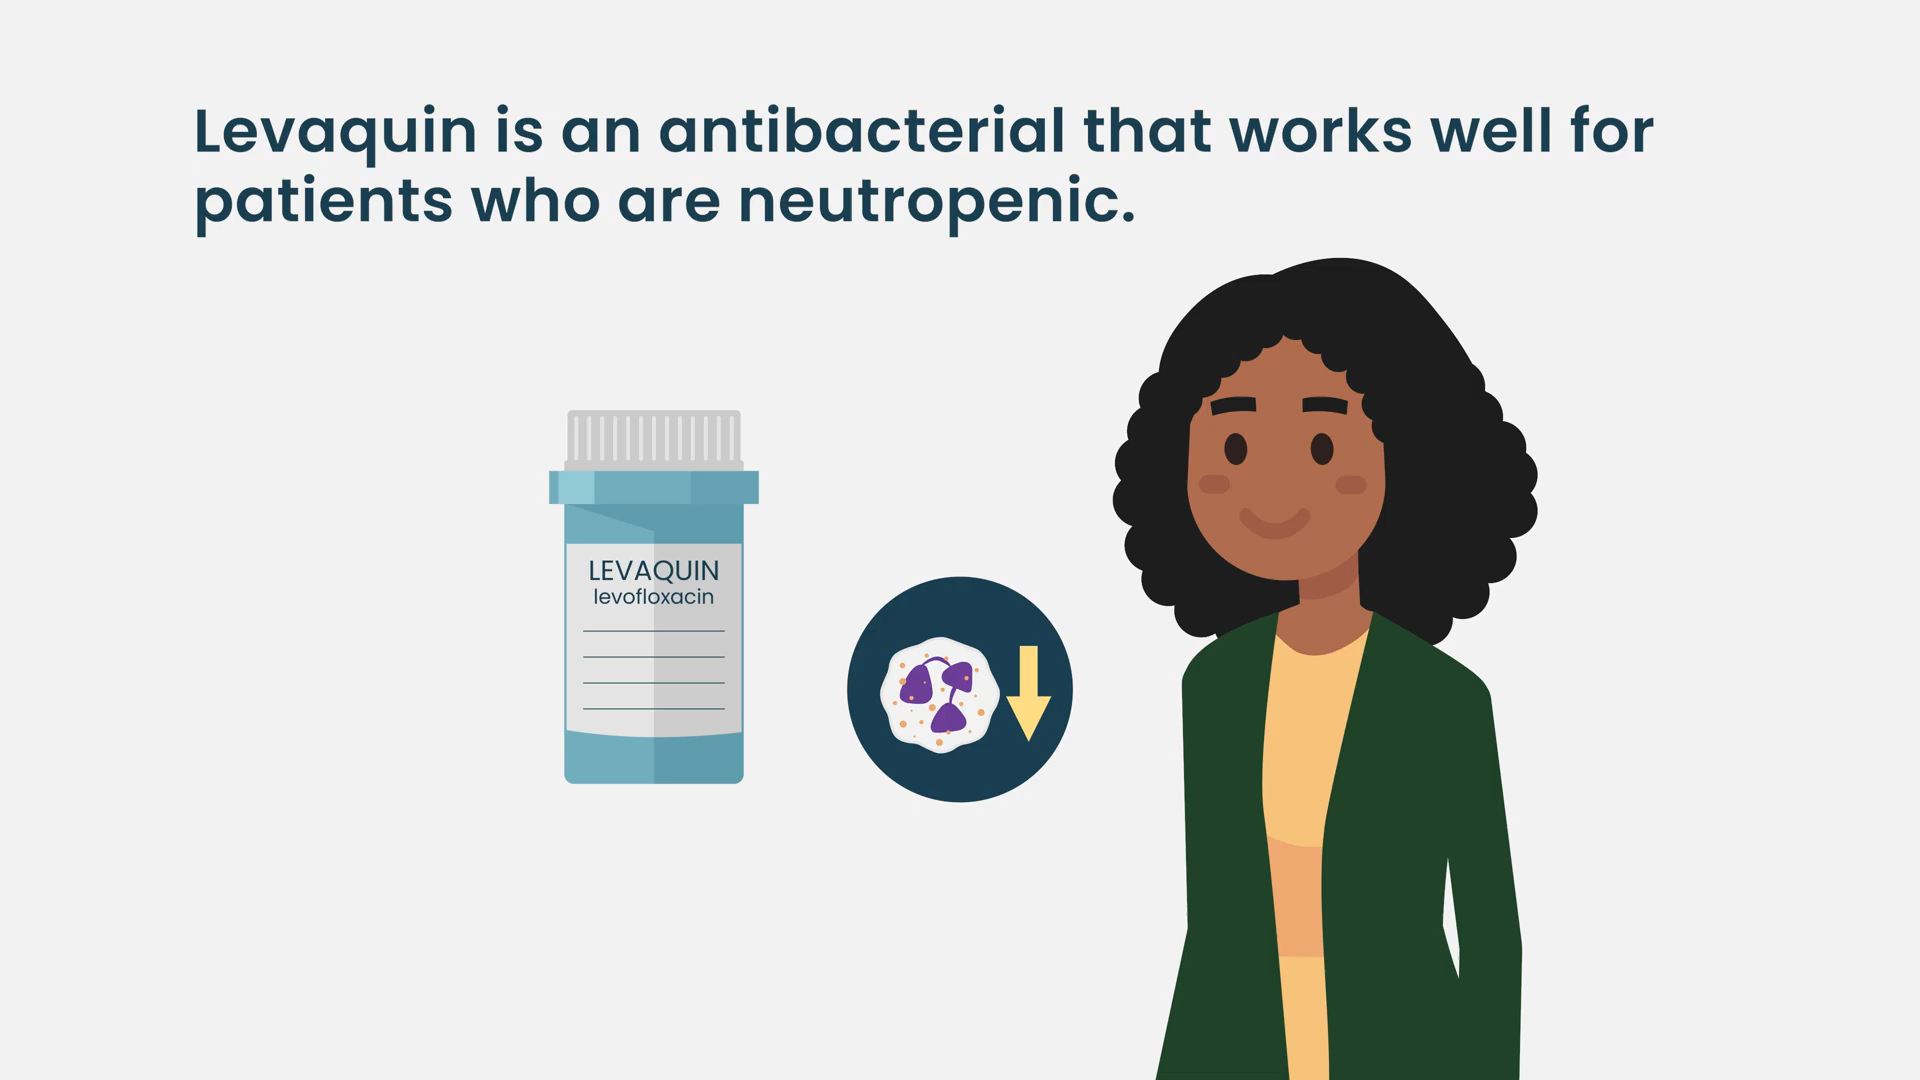 Levaquin is an antibacterial that works well for
patients who are neutropenic.
LEVAQUIN
levofloxacin